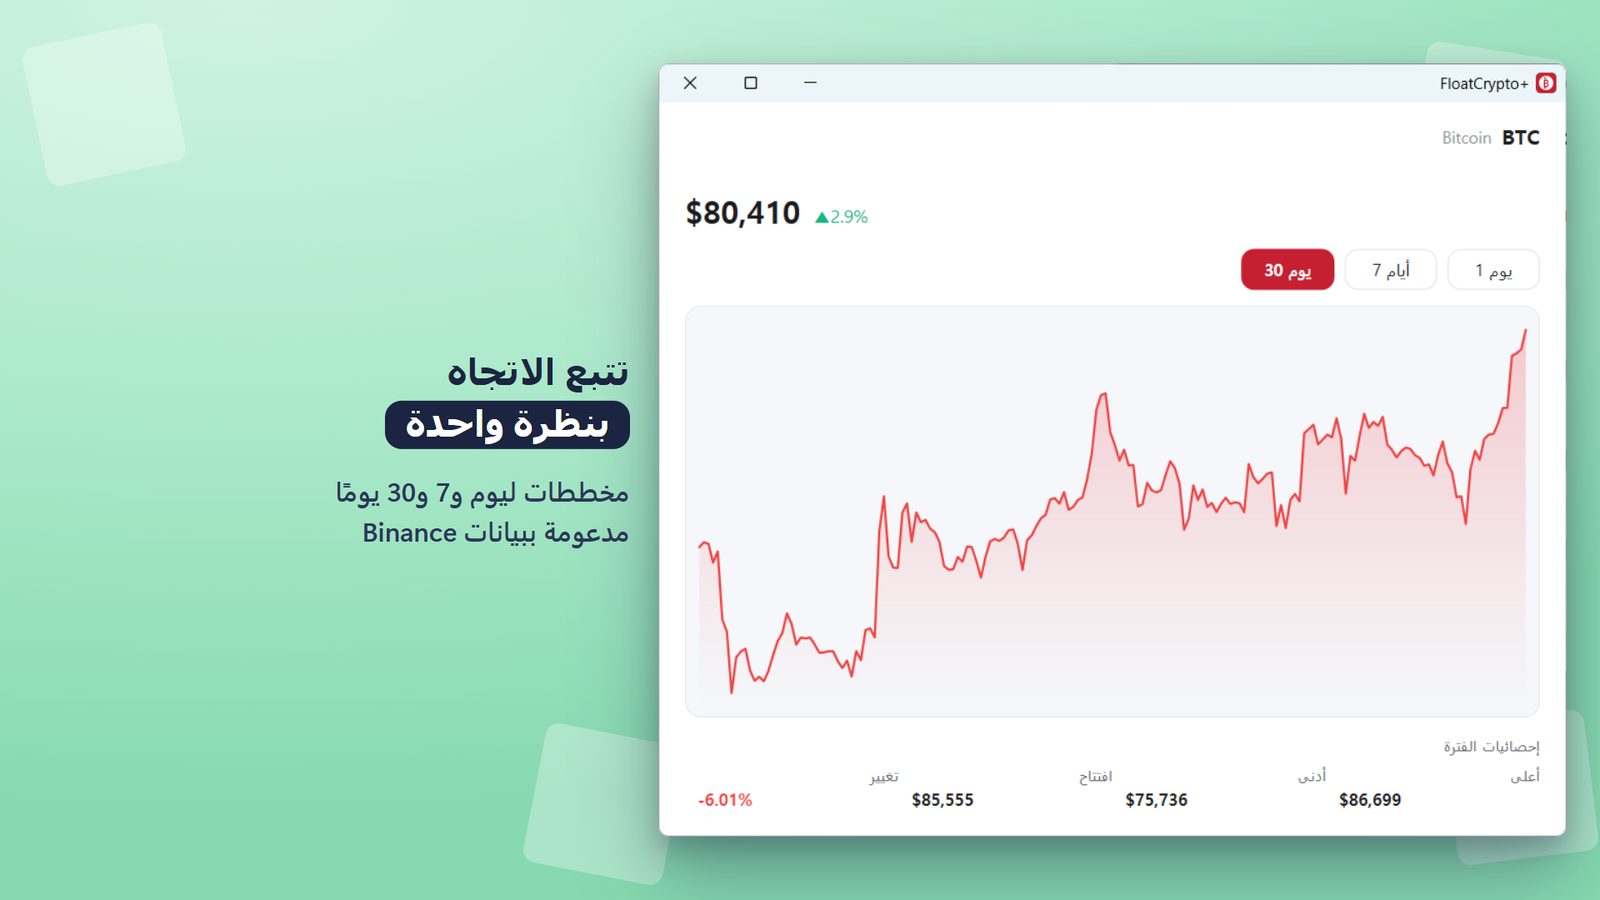 FloatCrypto+
BTC Bitcoin
$80,410 ▲2.9%
يوم 1
أيام 7
يوم 30
تتبع الاتجاه
بنظرة واحدة
مخططات ليوم و7 و30 يومًا
مدعومة ببيانات Binance
إحصائيات الفترة
أعلى أدنى افتتاح تغيير
$86,699 $75,736 $85,555 -6.01%